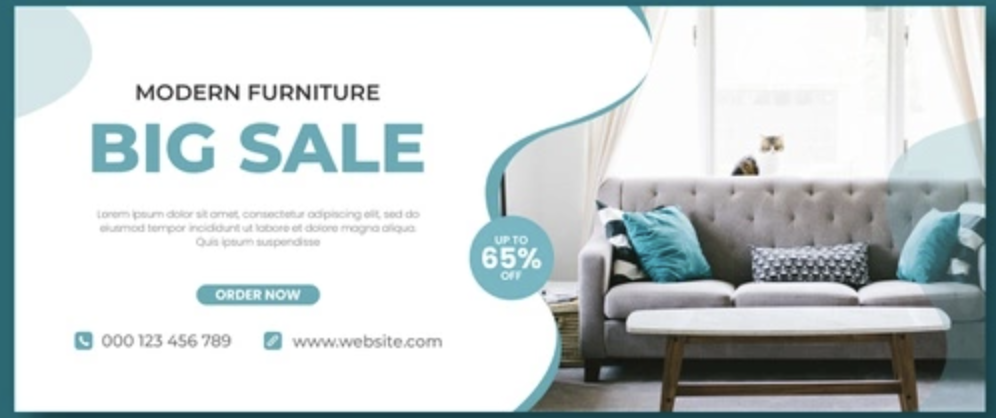 MODERN FURNITURE
BIG SALE
Lorem ipsum dolor sit amet, consectetur adipiscing elit, sed do
eiusmod tempor incididunt ut labore et dolore magna aliqua.
Quis ipsum suspendisse
ORDER NOW
000 123 456 789
www.website.com
UP TO
65%
OFF